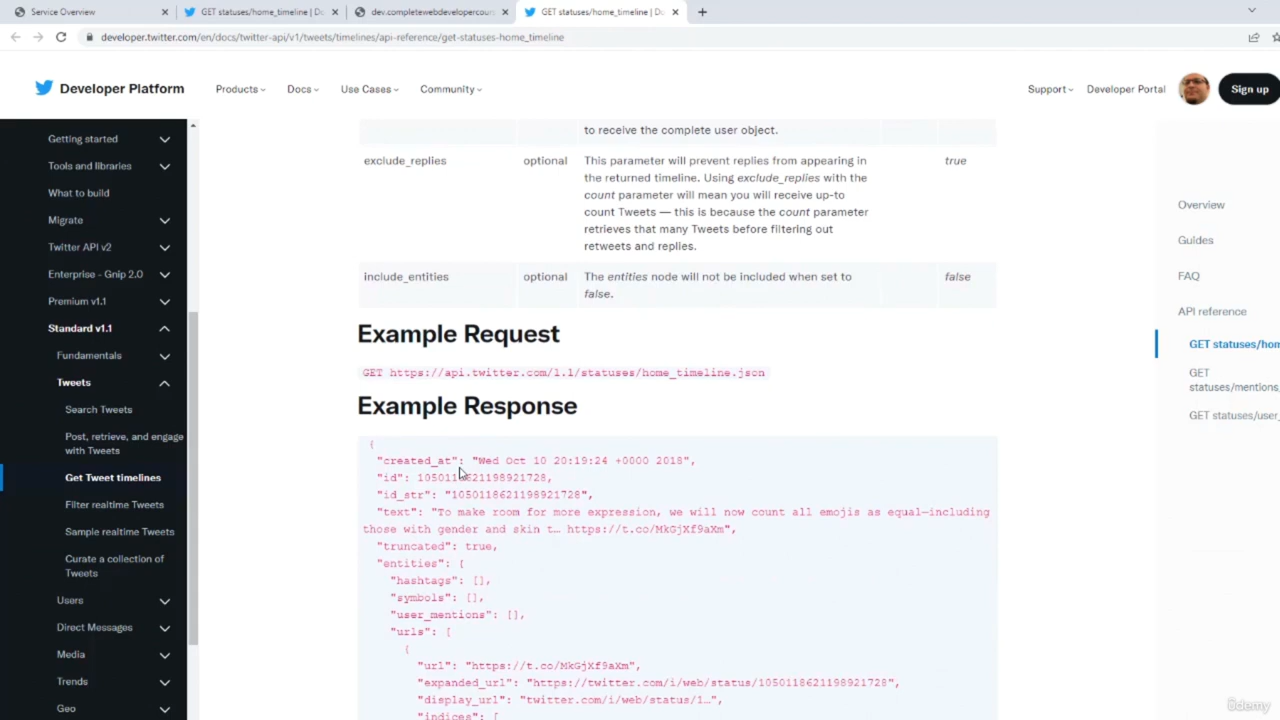 Service Overview
GET statuses/home_timeline | Do
dev.completewebdevelopercour
GET statuses/home_timeline | Do
developer.twitter.com/en/docs/twitter-api/v1/tweets/timelines/api-reference/get-statuses-home_timeline
Developer Platform
Products
Docs
Use Cases
Community
Support
Developer Portal
Sign up
Getting started
Tools and libraries
What to build
Migrate
Twitter API v2
Enterprise - Gnip 2.0
Premium v1.1
Standard v1.1
Fundamentals
Tweets
Search Tweets
Post, retrieve, and engage
with Tweets
Get Tweet timelines
Filter realtime Tweets
Sample realtime Tweets
Curate a collection of
Tweets
Users
Direct Messages
Media
Trends
Geo
to receive the complete user object.
exclude_replies optional This parameter will prevent replies from appearing in true
the returned timeline. Using exclude_replies with the
count parameter will mean you will receive up-to
count Tweets — this is because the count parameter
retrieves that many Tweets before filtering out
retweets and replies.
include_entities optional The entities node will not be included when set to false
false.
Example Request
GET https://api.twitter.com/1.1/statuses/home_timeline.json
Example Response
{
"created_at": "Wed Oct 10 20:19:24 +0000 2018",
"id": 1050118621198921728,
"id_str": "1050118621198921728",
"text": "To make room for more expression, we will now count all emojis as equal—including
those with gender and skin t… https://t.co/MkGjXf9aXm",
"truncated": true,
"entities": {
"hashtags": [],
"symbols": [],
"user_mentions": [],
"urls": [
{
"url": "https://t.co/MkGjXf9aXm",
"expanded_url": "https://twitter.com/i/web/status/1050118621198921728",
"display_url": "twitter.com/i/web/status/1…",
"indices": [
Overview
Guides
FAQ
API reference
GET statuses/hom
GET
statuses/mentions_
GET statuses/user_
ûdemy